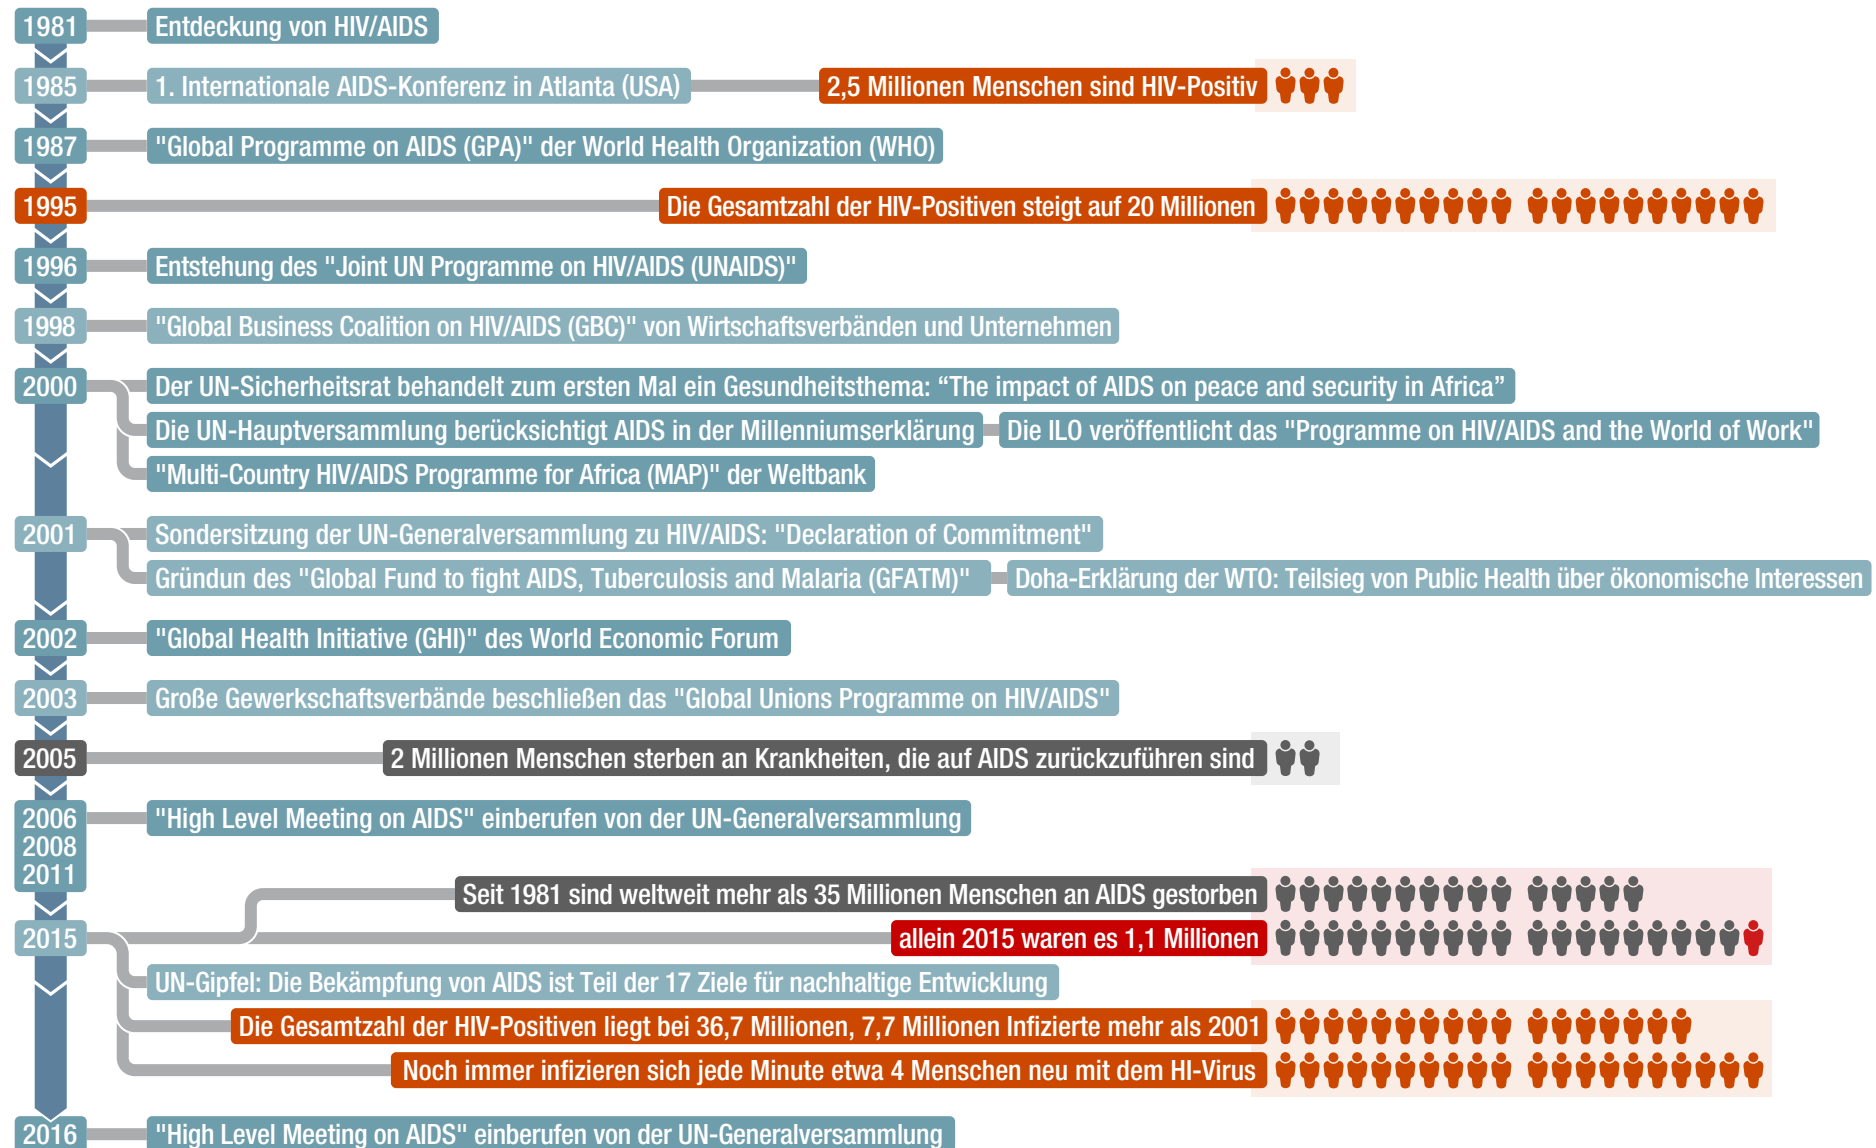 1981 Entdeckung von HIV/AIDS
1985 1. Internationale AIDS-Konferenz in Atlanta (USA) 2,5 Millionen Menschen sind HIV-Positiv
1987 "Global Programme on AIDS (GPA)" der World Health Organization (WHO)
1995 Die Gesamtzahl der HIV-Positiven steigt auf 20 Millionen
1996 Entstehung des "Joint UN Programme on HIV/AIDS (UNAIDS)"
1998 "Global Business Coalition on HIV/AIDS (GBC)" von Wirtschaftsverbänden und Unternehmen
2000 Der UN-Sicherheitsrat behandelt zum ersten Mal ein Gesundheitsthema: “The impact of AIDS on peace and security in Africa”
Die UN-Hauptversammlung berücksichtigt AIDS in der Millenniumserklärung Die ILO veröffentlicht das "Programme on HIV/AIDS and the World of Work"
"Multi-Country HIV/AIDS Programme for Africa (MAP)" der Weltbank
2001 Sondersitzung der UN-Generalversammlung zu HIV/AIDS: "Declaration of Commitment"
Gründun des "Global Fund to fight AIDS, Tuberculosis and Malaria (GFATM)" Doha-Erklärung der WTO: Teilsieg von Public Health über ökonomische Interessen
2002 "Global Health Initiative (GHI)" des World Economic Forum
2003 Große Gewerkschaftsverbände beschließen das "Global Unions Programme on HIV/AIDS"
2005 2 Millionen Menschen sterben an Krankheiten, die auf AIDS zurückzuführen sind
2006 "High Level Meeting on AIDS" einberufen von der UN-Generalversammlung
2008
2011
Seit 1981 sind weltweit mehr als 35 Millionen Menschen an AIDS gestorben
2015 allein 2015 waren es 1,1 Millionen
UN-Gipfel: Die Bekämpfung von AIDS ist Teil der 17 Ziele für nachhaltige Entwicklung
Die Gesamtzahl der HIV-Positiven liegt bei 36,7 Millionen, 7,7 Millionen Infizierte mehr als 2001
Noch immer infizieren sich jede Minute etwa 4 Menschen neu mit dem HI-Virus
2016 "High Level Meeting on AIDS" einberufen von der UN-Generalversammlung